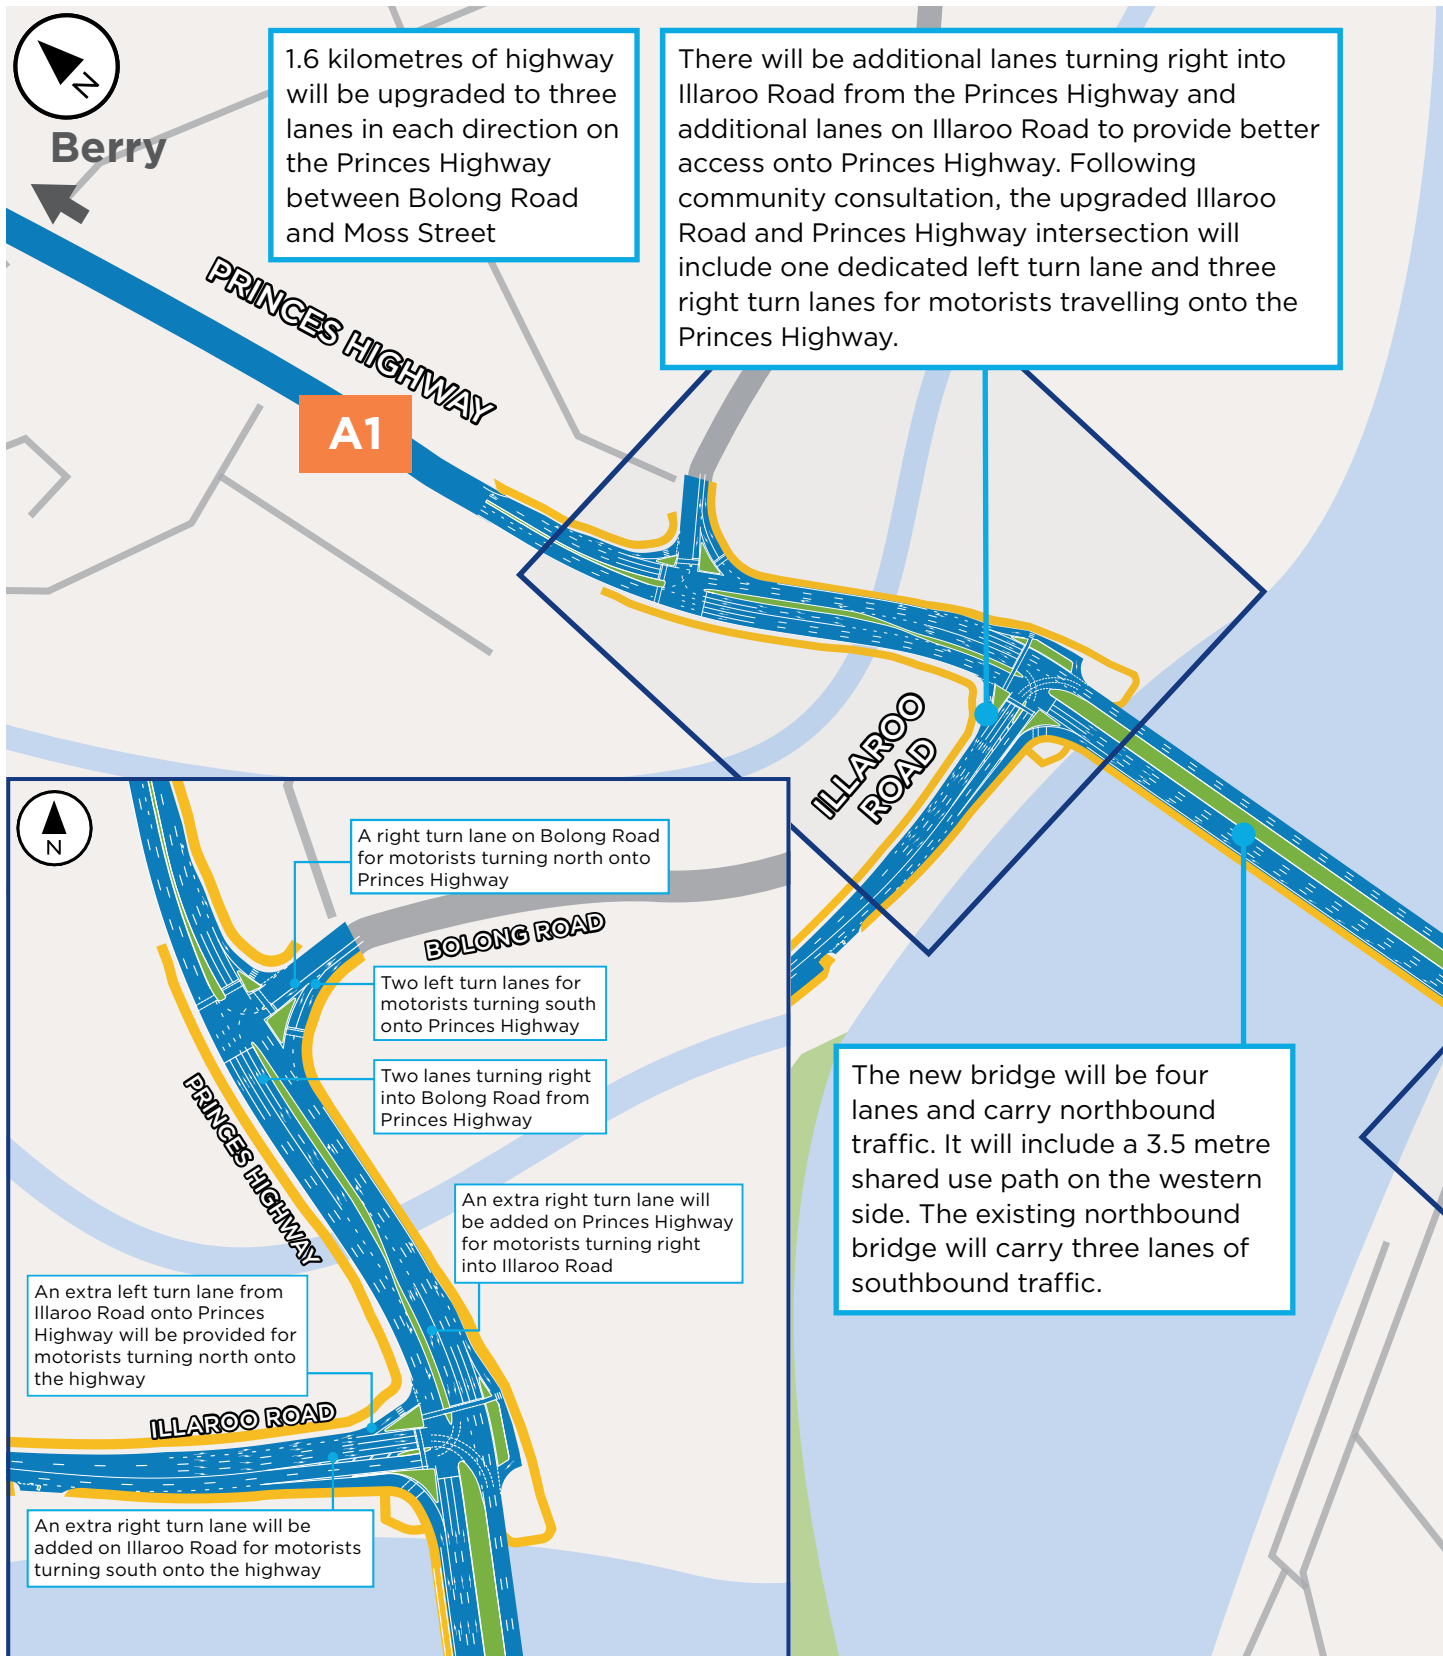 N
Berry
1.6 kilometres of highway
will be upgraded to three
lanes in each direction on
the Princes Highway
between Bolong Road
and Moss Street
There will be additional lanes turning right into
Illaroo Road from the Princes Highway and
additional lanes on Illaroo Road to provide better
access onto Princes Highway. Following
community consultation, the upgraded Illaroo
Road and Princes Highway intersection will
include one dedicated left turn lane and three
right turn lanes for motorists travelling onto the
Princes Highway.
PRINCES HIGHWAY
A1
ILLAROO
ROAD
N
A right turn lane on Bolong Road
for motorists turning north onto
Princes Highway
BOLONG ROAD
Two left turn lanes for
motorists turning south
onto Princes Highway
Two lanes turning right
into Bolong Road from
Princes Highway
PRINCES HIGHWAY
An extra right turn lane will
be added on Princes Highway
for motorists turning right
into Illaroo Road
An extra left turn lane from
Illaroo Road onto Princes
Highway will be provided for
motorists turning north onto
the highway
ILLAROO ROAD
An extra right turn lane will be
added on Illaroo Road for motorists
turning south onto the highway
The new bridge will be four
lanes and carry northbound
traffic. It will include a 3.5 metre
shared use path on the western
side. The existing northbound
bridge will carry three lanes of
southbound traffic.